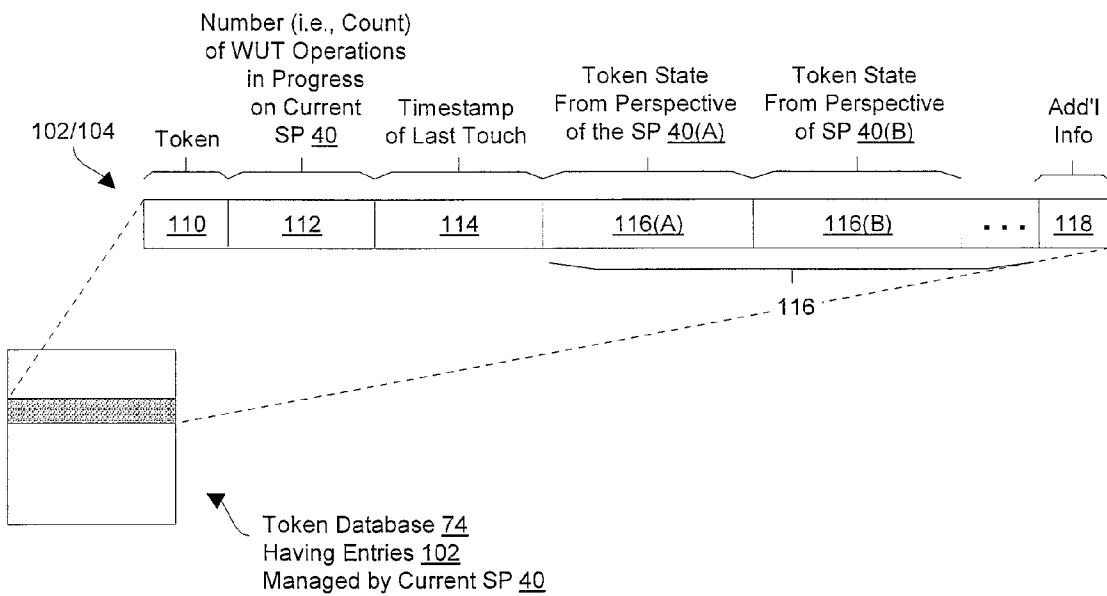 Number (i.e., Count)
of WUT Operations
in Progress
on Current
SP 40
Token State
From Perspective
of the SP 40(A)
Token State
From Perspective
of SP 40(B)
Timestamp
of Last Touch
Add'l
Info
102/104
Token
110
112
114
116(A)
116(B)
. . .
118
116
Token Database 74
Having Entries 102
Managed by Current SP 40